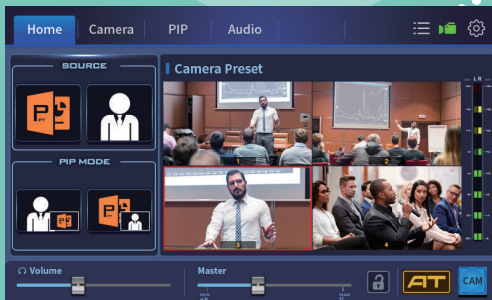 Home
Camera
PIP
Audio
SOURCE
Camera Preset
L R
P
1
2
PIP MODE
P
P
3
4
Volume
Master
AT
CAM